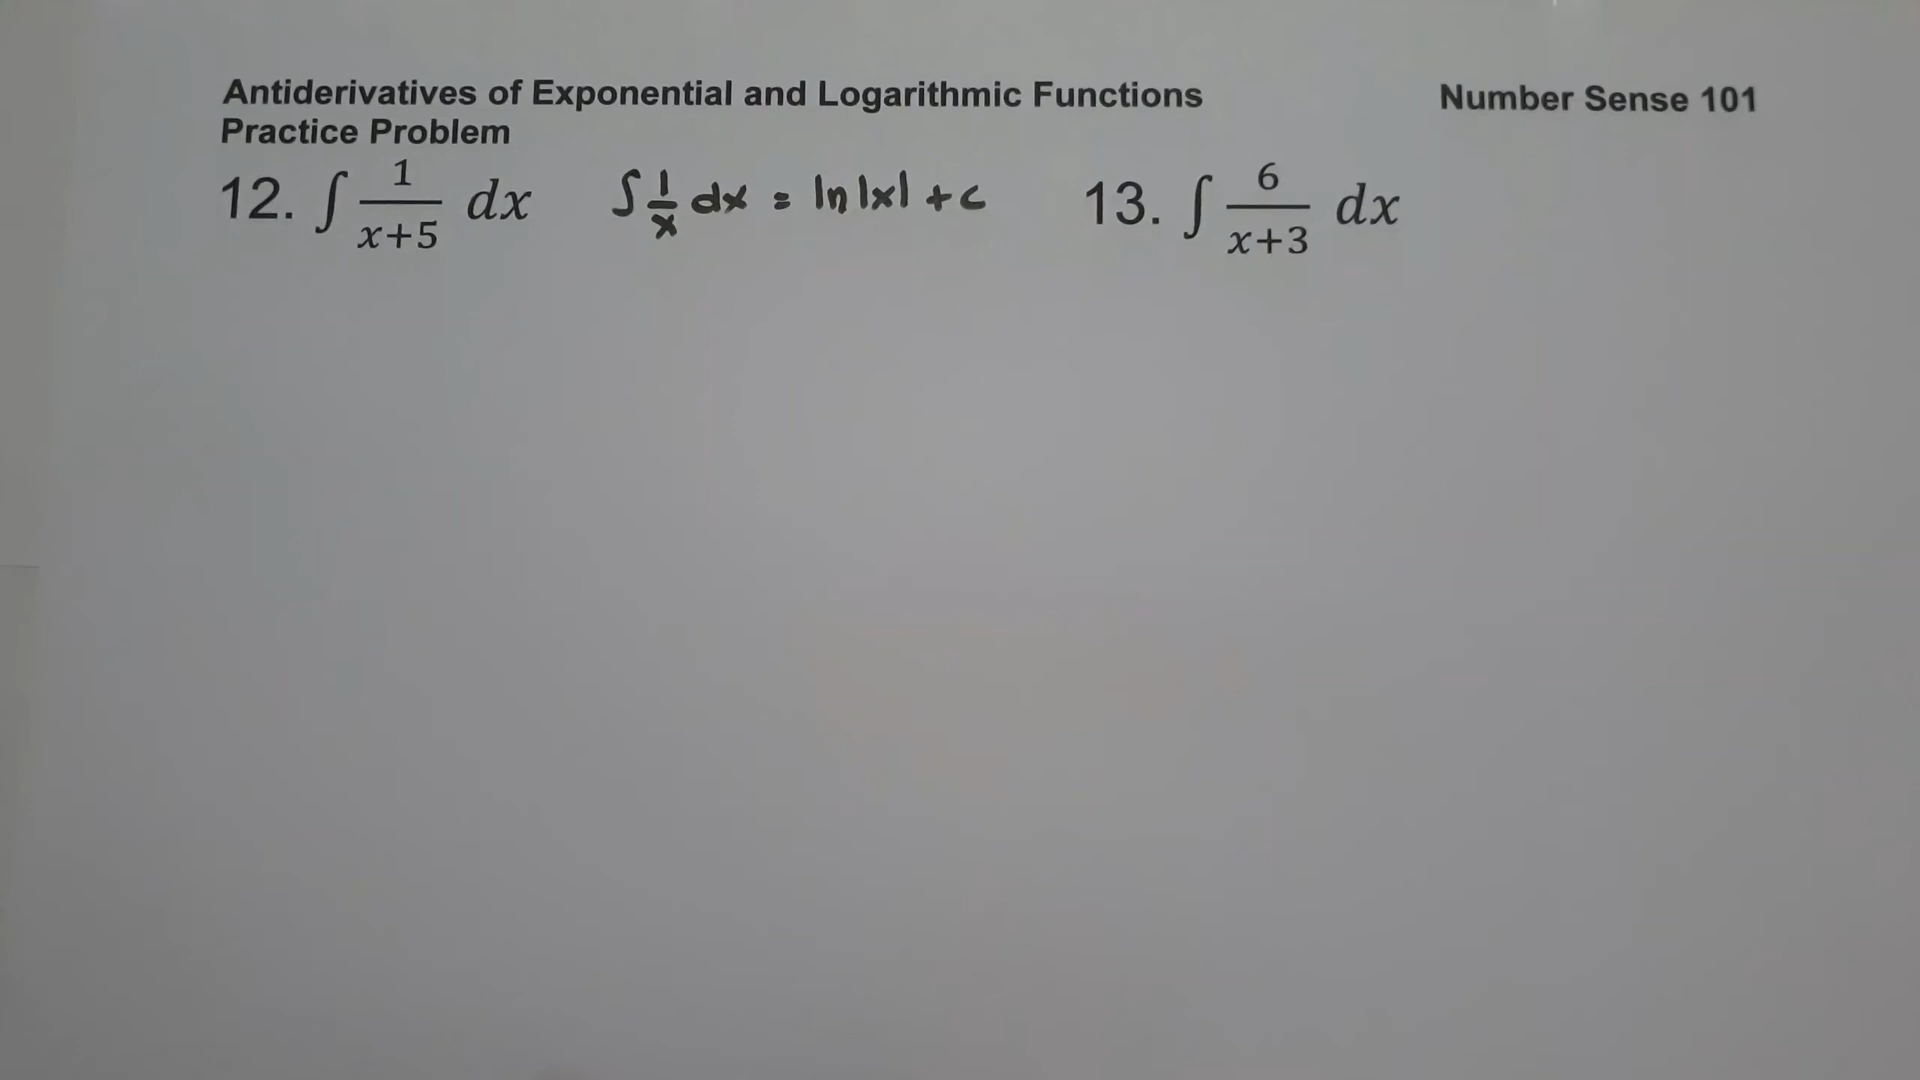 Antiderivatives of Exponential and Logarithmic Functions Number Sense 101
Practice Problem
12. ∫ 1/(x+5) dx ∫ 1/x dx = ln|x| + c 13. ∫ 6/(x+3) dx